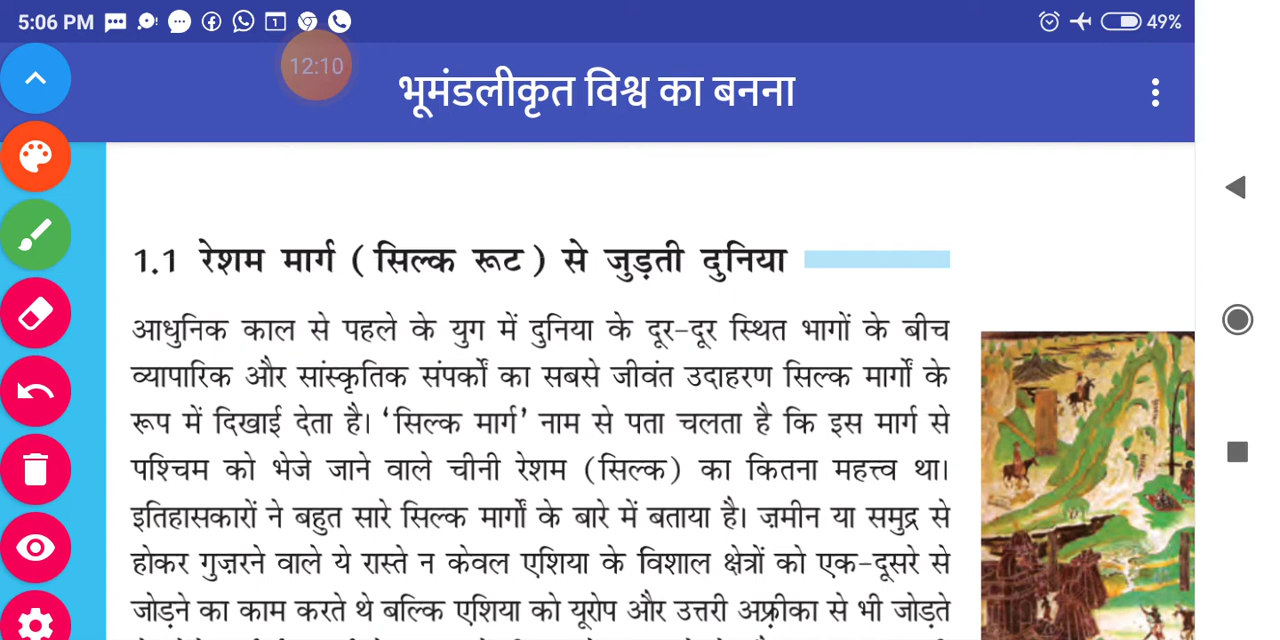 5:06 PM
1
49%
12:10
भूमंडलीकृत विश्व का बनना
1.1 रेशम मार्ग (सिल्क रूट) से जुड़ती दुनिया
आधुनिक काल से पहले के युग में दुनिया के दूर-दूर स्थित भागों के बीच
व्यापारिक और सांस्कृतिक संपर्कों का सबसे जीवंत उदाहरण सिल्क मार्गों के
रूप में दिखाई देता है। ‘सिल्क मार्ग’ नाम से पता चलता है कि इस मार्ग से
पश्चिम को भेजे जाने वाले चीनी रेशम (सिल्क) का कितना महत्त्व था।
इतिहासकारों ने बहुत सारे सिल्क मार्गों के बारे में बताया है। ज़मीन या समुद्र से
होकर गुज़रने वाले ये रास्ते न केवल एशिया के विशाल क्षेत्रों को एक-दूसरे से
जोड़ने का काम करते थे बल्कि एशिया को यूरोप और उत्तरी अफ़्रीका से भी जोड़ते